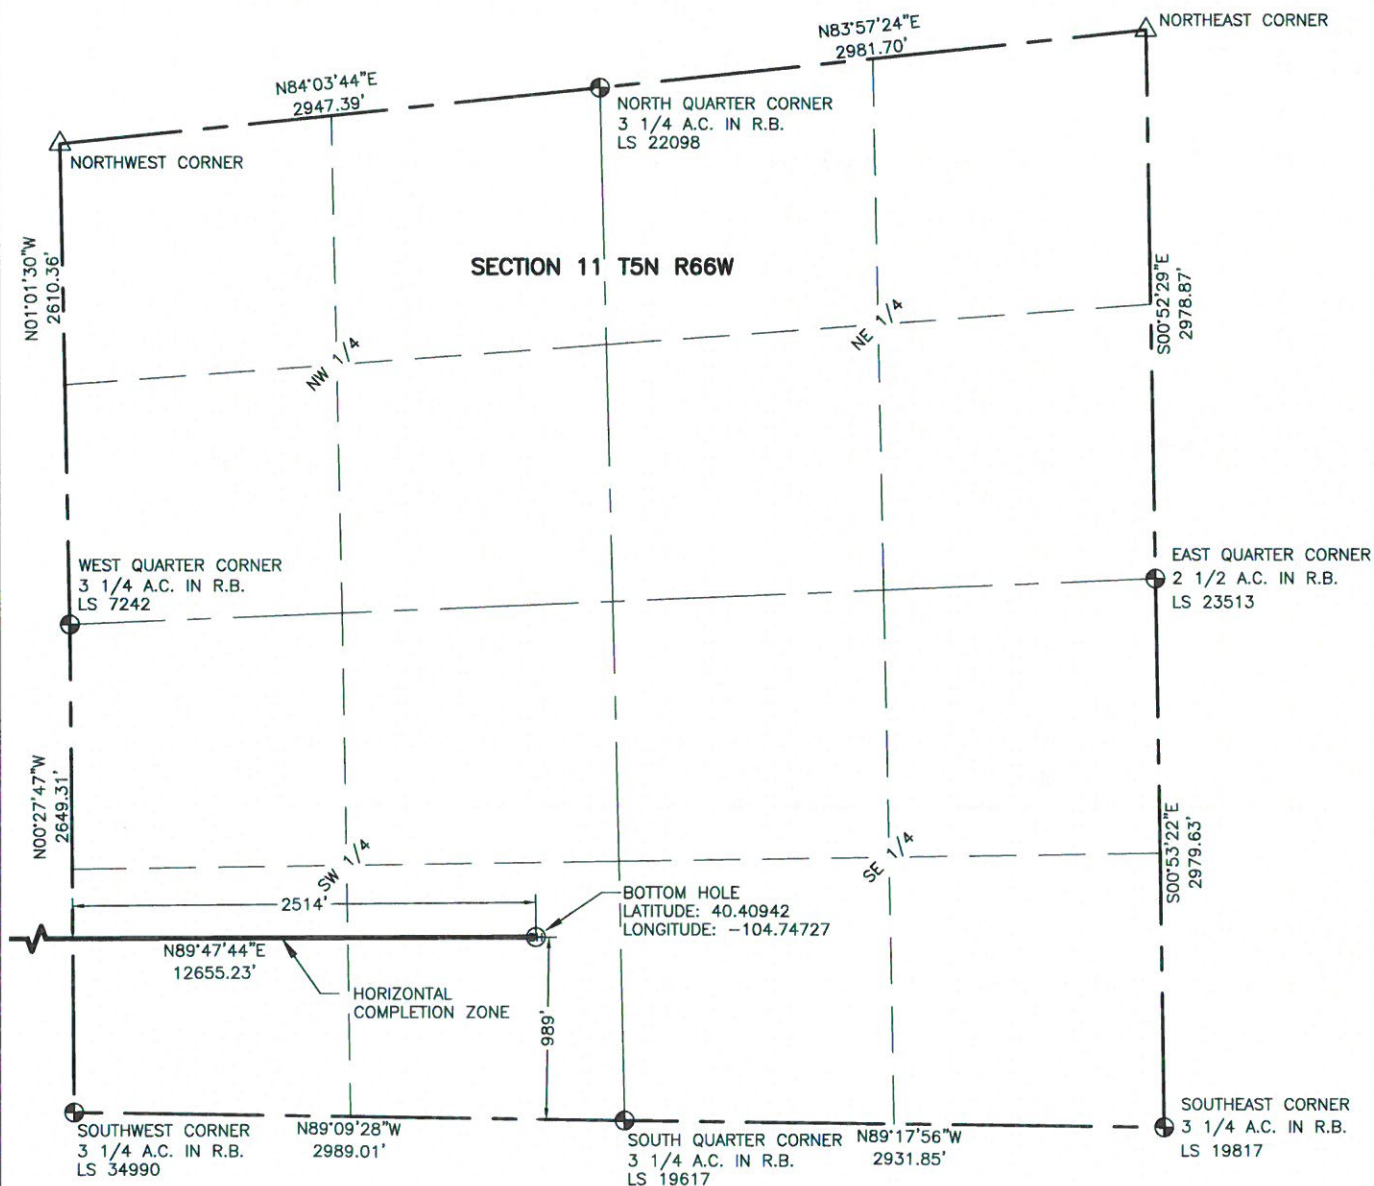 N83°57'24"E
2981.70'
NORTHEAST CORNER
N84°03'44"E
2947.39'
NORTH QUARTER CORNER
3 1/4 A.C. IN R.B.
LS 22098
NORTHWEST CORNER
N01°01'30"W
2610.36'
SECTION 11 T5N R66W
S00°52'29"E
2978.87'
NW 1/4
NE 1/4
WEST QUARTER CORNER
3 1/4 A.C. IN R.B.
LS 7242
EAST QUARTER CORNER
2 1/2 A.C. IN R.B.
LS 23513
N00°27'47"W
2649.31'
SW 1/4
SE 1/4
S00°53'22"E
2979.63'
2514'
BOTTOM HOLE
LATITUDE: 40.40942
LONGITUDE: -104.74727
N89°47'44"E
12655.23'
HORIZONTAL
COMPLETION ZONE
989'
SOUTHWEST CORNER
3 1/4 A.C. IN R.B.
LS 34990
N89°09'28"W
2989.01'
SOUTH QUARTER CORNER
3 1/4 A.C. IN R.B.
LS 19617
N89°17'56"W
2931.85'
SOUTHEAST CORNER
3 1/4 A.C. IN R.B.
LS 19817